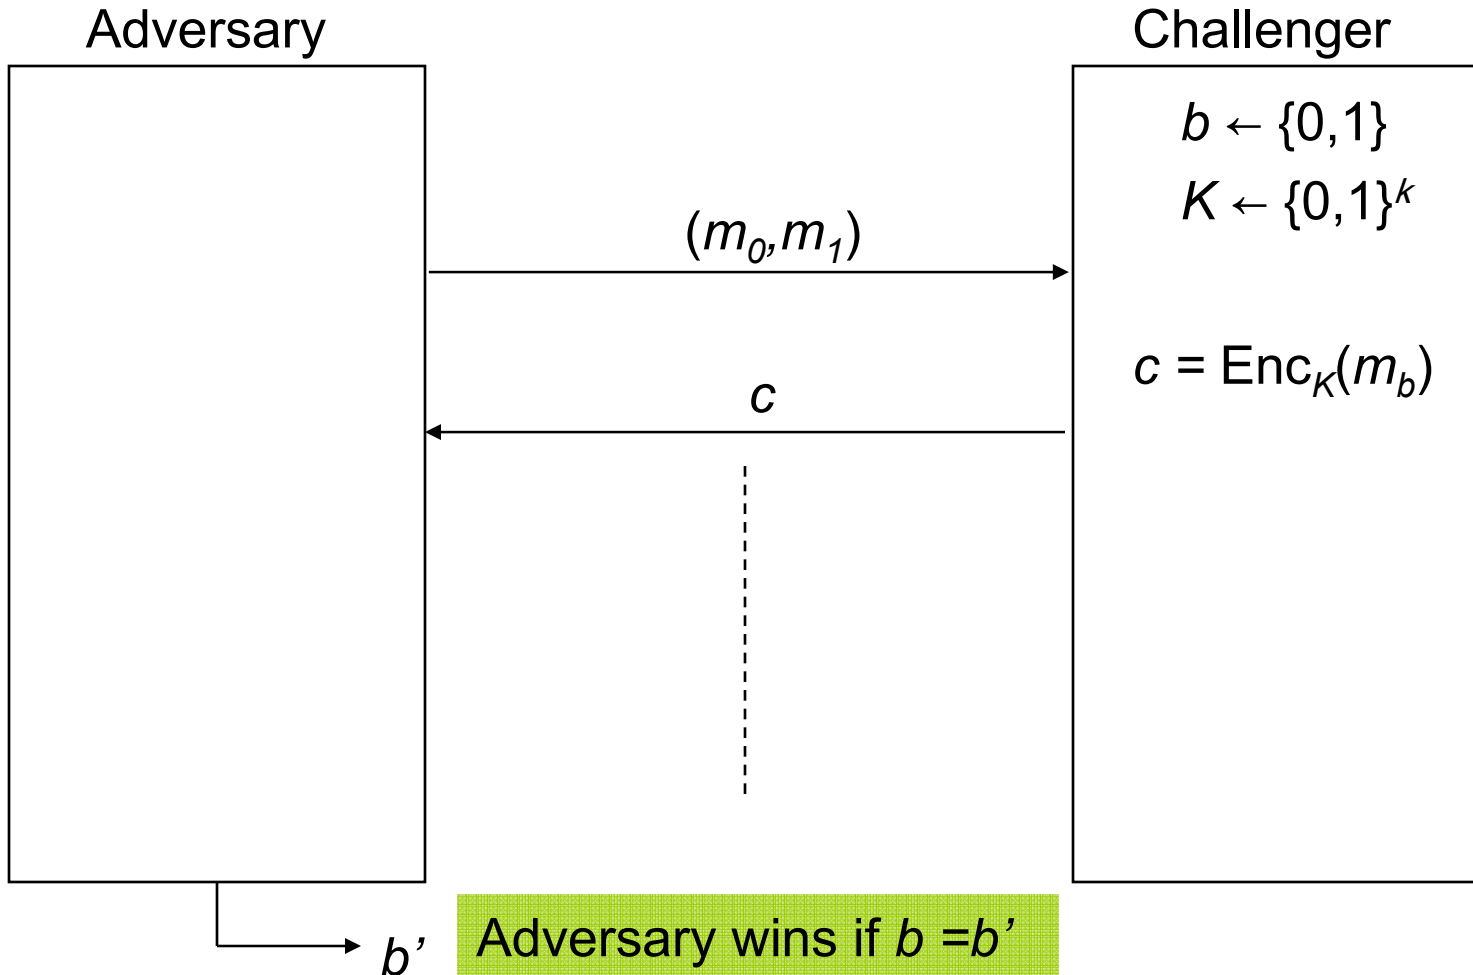 Adversary
Challenger
b ← {0,1}
K ← {0,1}^k
(m_0,m_1)
c = Enc_K(m_b)
c
b’
Adversary wins if b =b’